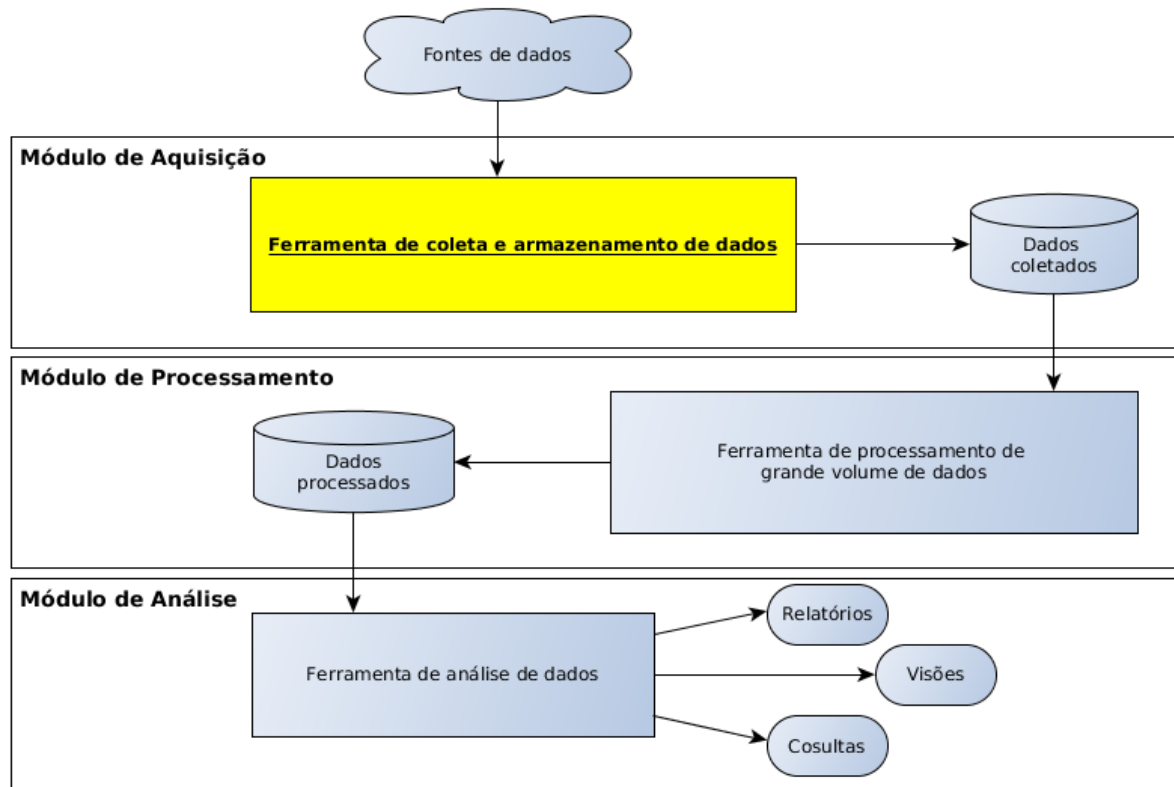 Fontes de dados
Módulo de Aquisição
Ferramenta de coleta e armazenamento de dados
Dados
coletados
Módulo de Processamento
Ferramenta de processamento de
grande volume de dados
Dados
processados
Módulo de Análise
Ferramenta de análise de dados
Relatórios
Visões
Cosultas